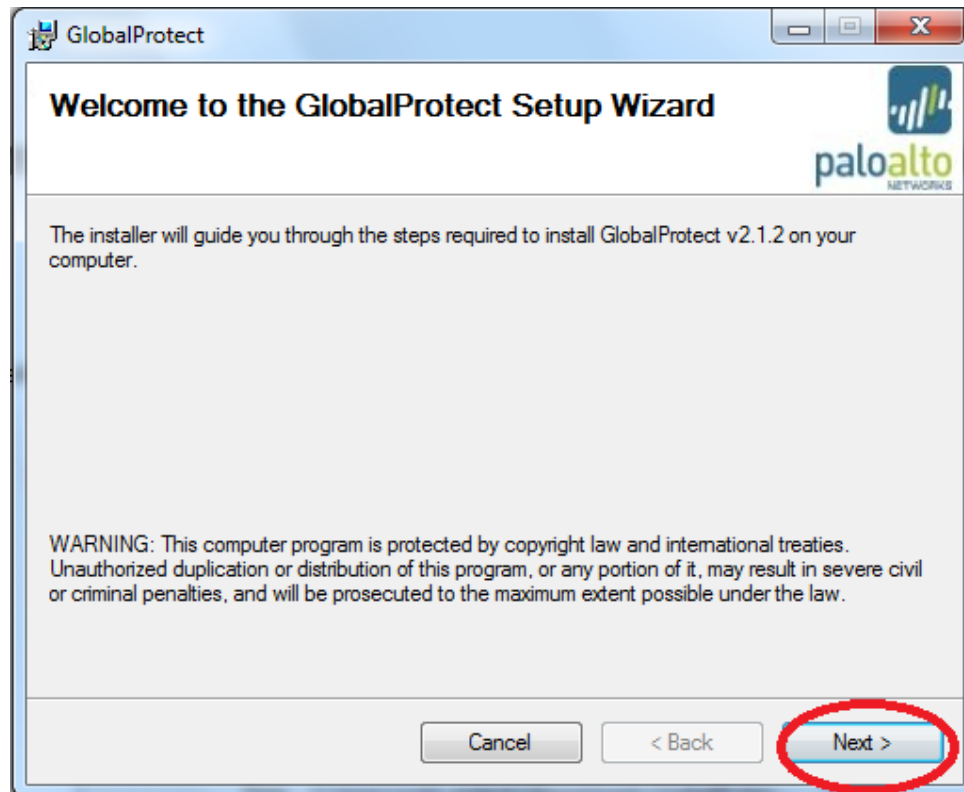 GlobalProtect
Welcome to the GlobalProtect Setup Wizard
paloalto
NETWORKS
The installer will guide you through the steps required to install GlobalProtect v2.1.2 on your
computer.
WARNING: This computer program is protected by copyright law and international treaties.
Unauthorized duplication or distribution of this program, or any portion of it, may result in severe civil
or criminal penalties, and will be prosecuted to the maximum extent possible under the law.
Cancel
< Back
Next >